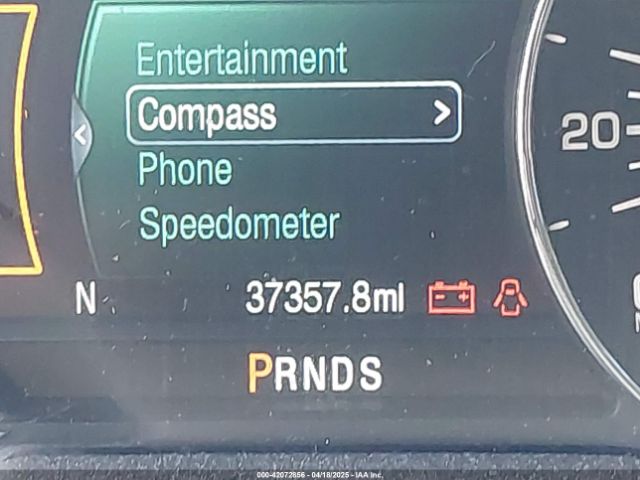 Entertainment
Compass >
Phone
20
Speedometer
N 37357.8mi
PRNDS
000-42072856 - 04/18/2025 - IAA Inc.